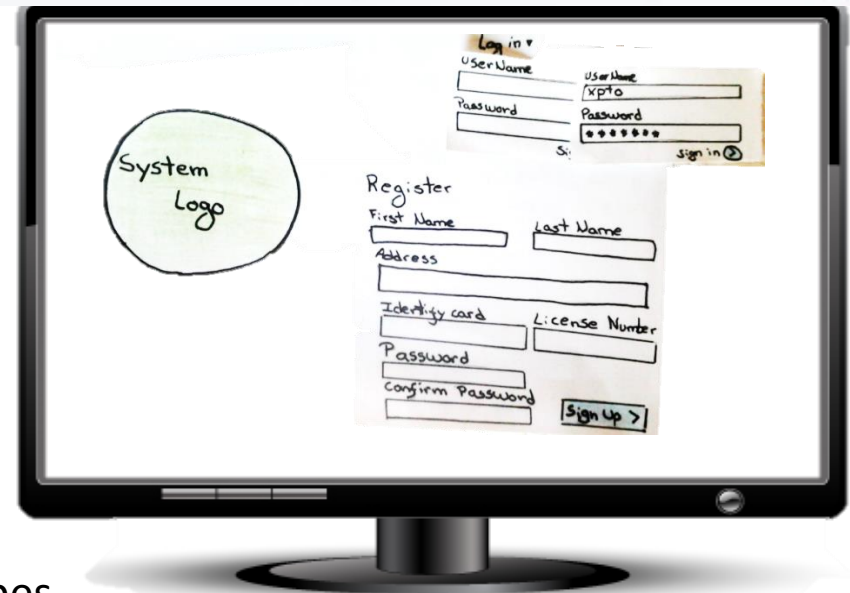 Log in ▾
UserName
Password
Si
UserName
xpto
Password
*******
Sign in >
System
Logo
Register
First Name
Last Name
Address
Identify card
License Number
Password
Confirm Password
Sign Up >